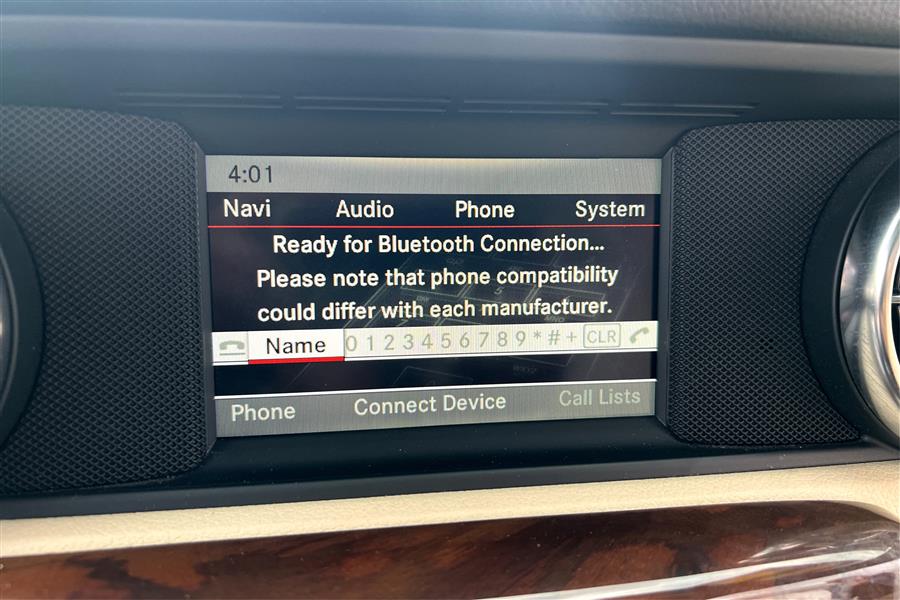 4:01
Navi Audio Phone System
Ready for Bluetooth Connection...
Please note that phone compatibility
could differ with each manufacturer.
Name 0 1 2 3 4 5 6 7 8 9 * # + CLR
Phone Connect Device Call Lists